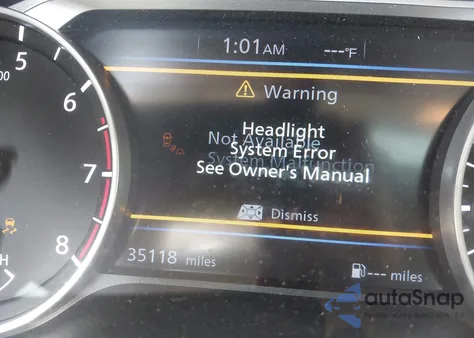 5
00
6
7
8
H
1:01AM
---°F
Warning
Headlight
Not Available
System Error
System Malfunction
See Owner's Manual
Dismiss
35118 miles
--- miles
autoSnap